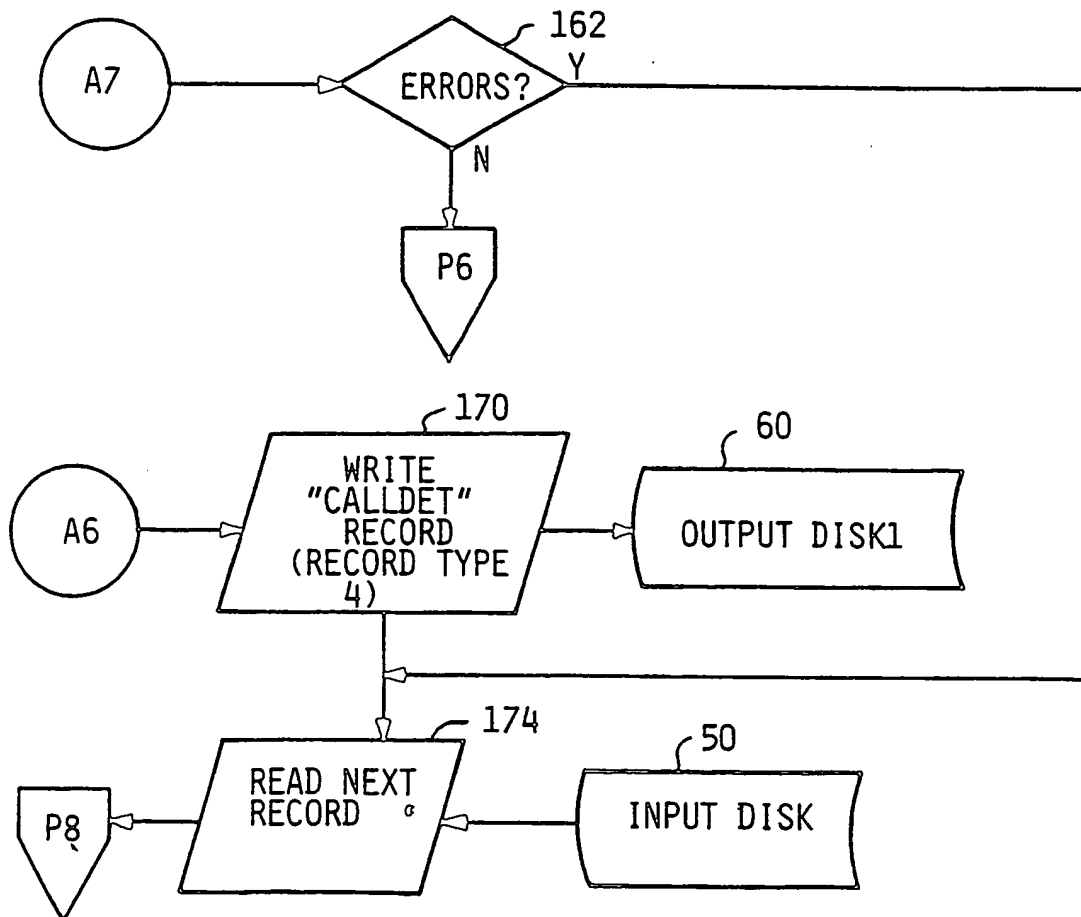 162
A7
ERRORS?
Y
N
P6
170
60
A6
WRITE
"CALLDET"
RECORD
(RECORD TYPE
4)
OUTPUT DISK1
174
50
READ NEXT
RECORD
INPUT DISK
P8